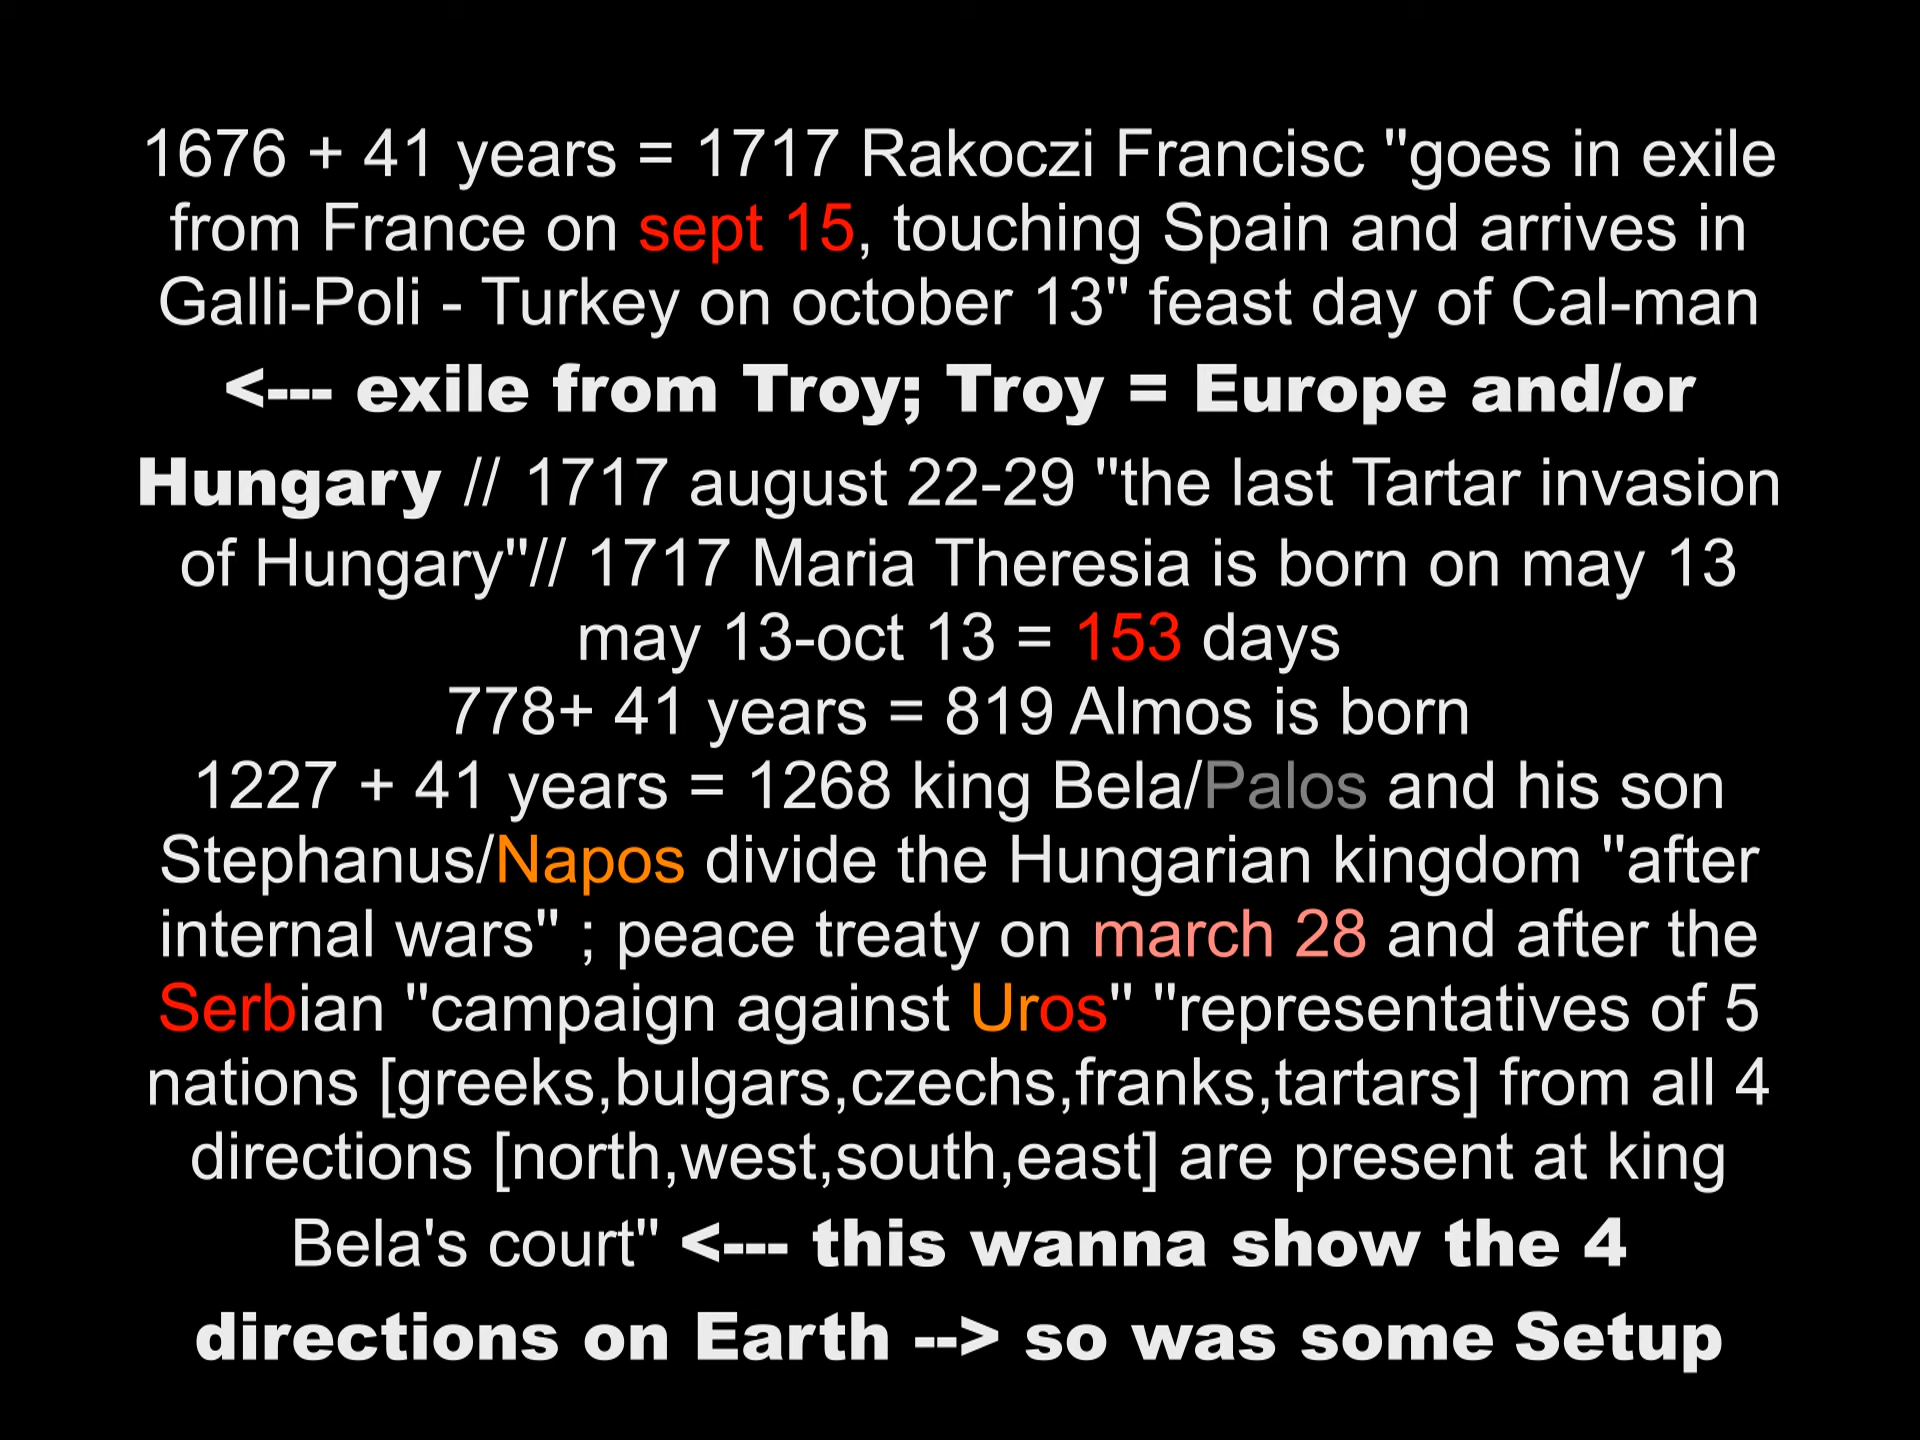 1676 + 41 years = 1717 Rakoczi Francisc "goes in exile
from France on sept 15, touching Spain and arrives in
Galli-Poli - Turkey on october 13" feast day of Cal-man
<--- exile from Troy; Troy = Europe and/or
Hungary // 1717 august 22-29 "the last Tartar invasion
of Hungary"// 1717 Maria Theresia is born on may 13
may 13-oct 13 = 153 days
778+ 41 years = 819 Almos is born
1227 + 41 years = 1268 king Bela/Palos and his son
Stephanus/Napos divide the Hungarian kingdom "after
internal wars" ; peace treaty on march 28 and after the
Serbian "campaign against Uros" "representatives of 5
nations [greeks,bulgars,czechs,franks,tartars] from all 4
directions [north,west,south,east] are present at king
Bela's court" <--- this wanna show the 4
directions on Earth --> so was some Setup